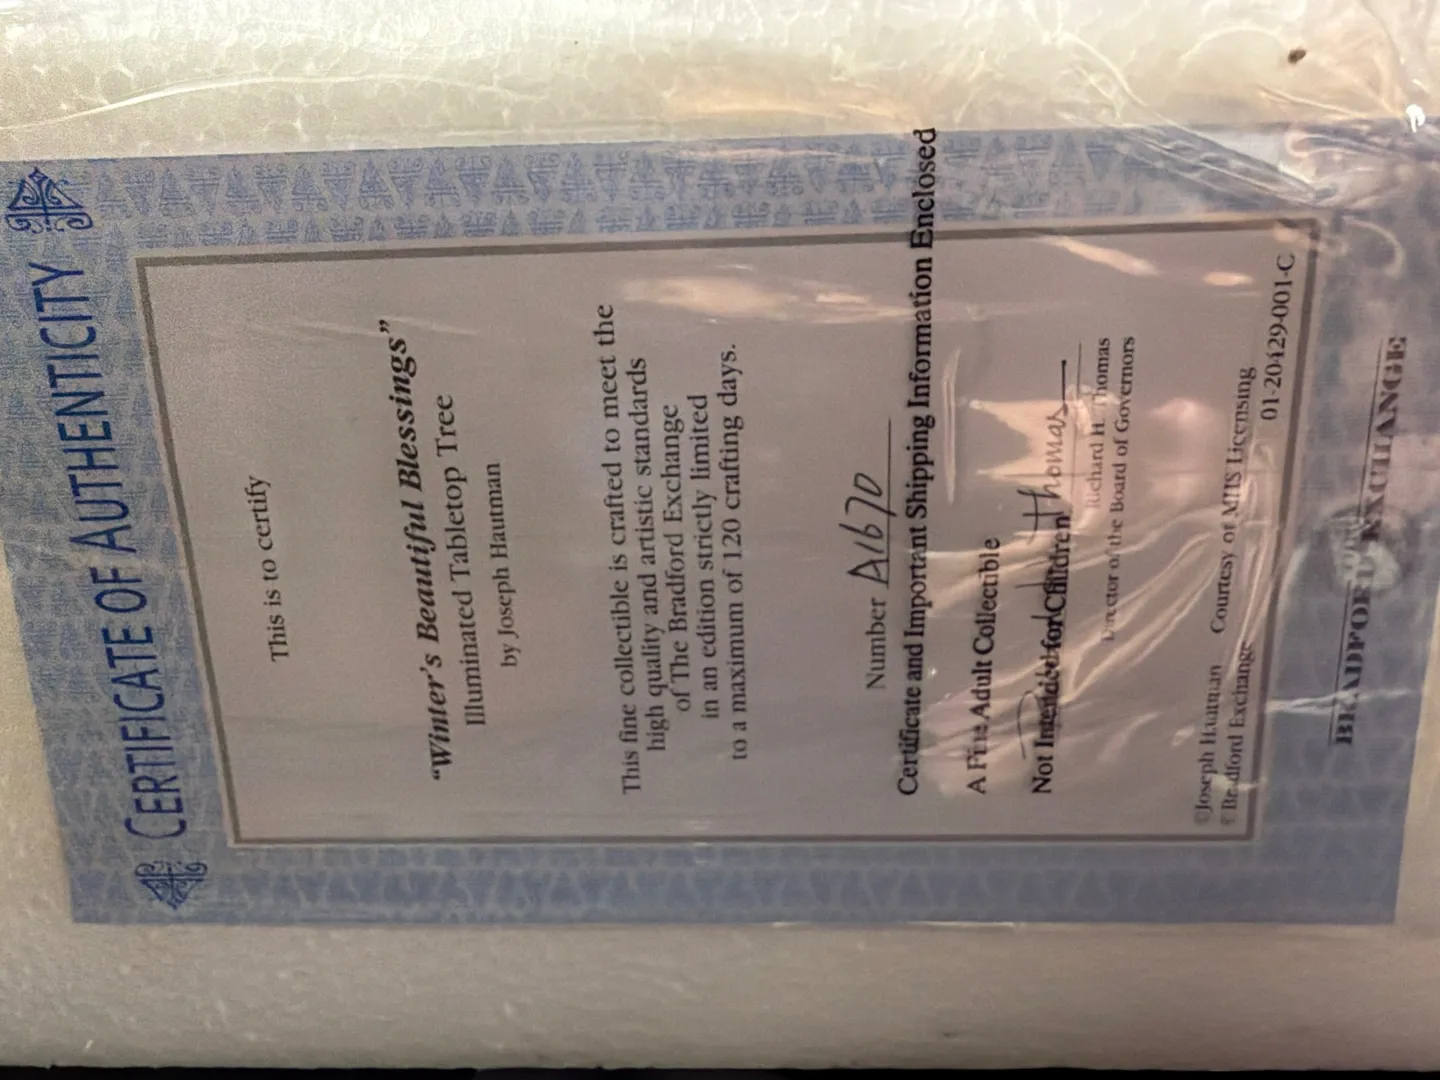 CERTIFICATE OF AUTHENTICITY
This is to certify
“Winter's Beautiful Blessings”
Illuminated Tabletop Tree
by Joseph Hautman
This fine collectible is crafted to meet the
high quality and artistic standards
of The Bradford Exchange
in an edition strictly limited
to a maximum of 120 crafting days.
Number A1670
Certificate and Important Shipping Information Enclosed
A Fine Adult Collectible
Not Intended for Children
Thomas
Richard H. Thomas
Director of the Board of Governors
©Joseph Hautman Courtesy of MHS Licensing
©Bradford Exchange 01-20429-001-C
BRADFORD EXCHANGE